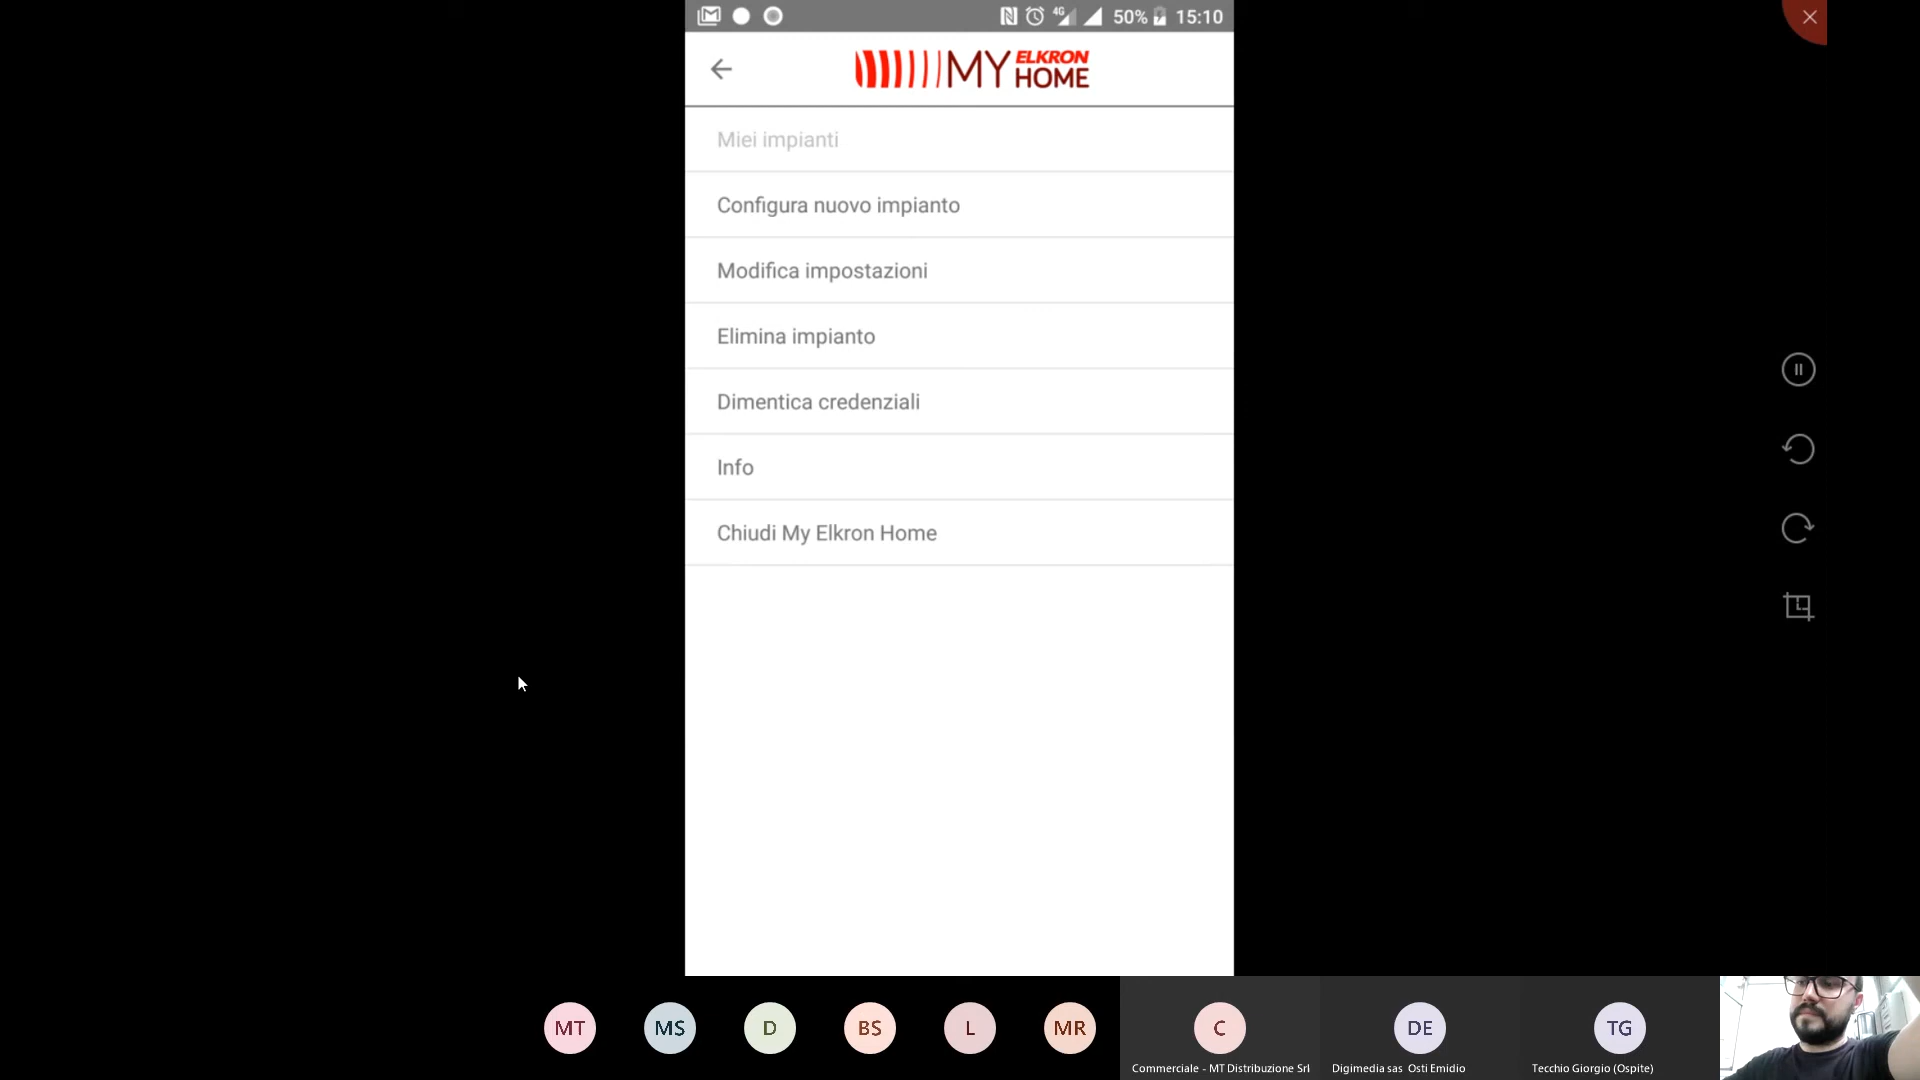 4G 50% 15:10
MY ELKRON HOME
Miei impianti
Configura nuovo impianto
Modifica impostazioni
Elimina impianto
Dimentica credenziali
Info
Chiudi My Elkron Home
MT MS D BS L MR C DE TG
Commerciale - MT Distribuzione Srl Digimedia sas Osti Emidio Tecchio Giorgio (Ospite)